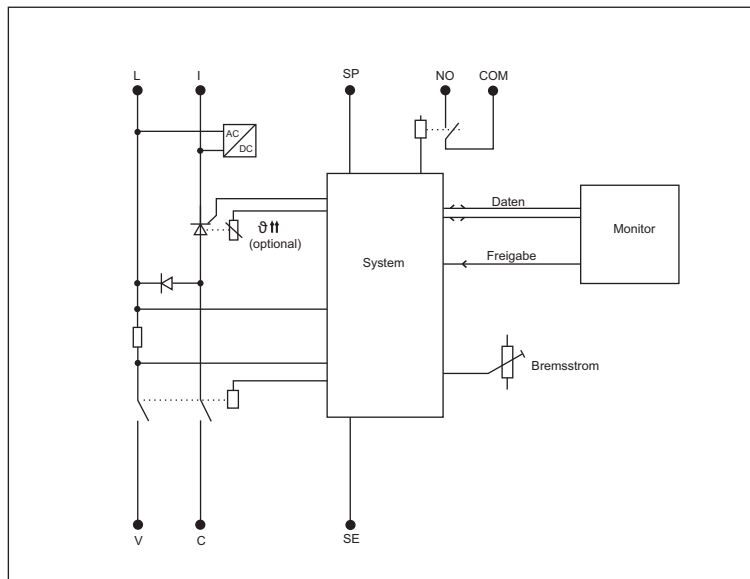 L
I
SP
NO
COM
AC
DC
ϑ⇈
(optional)
Daten
Monitor
System
Freigabe
Bremsstrom
V
C
SE